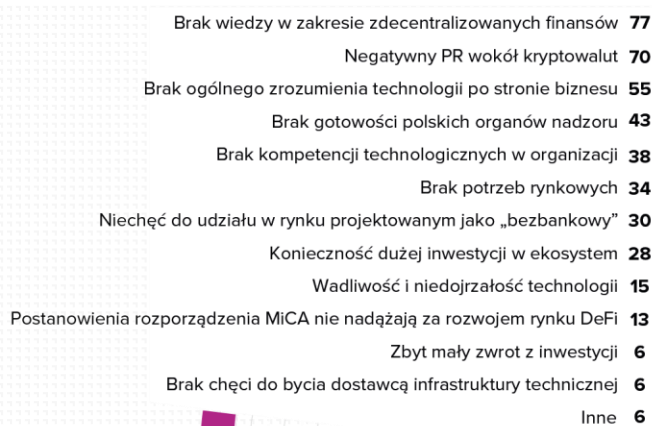 Brak wiedzy w zakresie zdecentralizowanych finansów 77
Negatywny PR wokół kryptowalut 70
Brak ogólnego zrozumienia technologii po stronie biznesu 55
Brak gotowości polskich organów nadzoru 43
Brak kompetencji technologicznych w organizacji 38
Brak potrzeb rynkowych 34
Niechęć do udziału w rynku projektowanym jako „bezbankowy” 30
Konieczność dużej inwestycji w ekosystem 28
Wadliwość i niedojrzałość technologii 15
Postanowienia rozporządzenia MiCA nie nadążają za rozwojem rynku DeFi 13
Zbyt mały zwrot z inwestycji 6
Brak chęci do bycia dostawcą infrastruktury technicznej 6
Inne 6